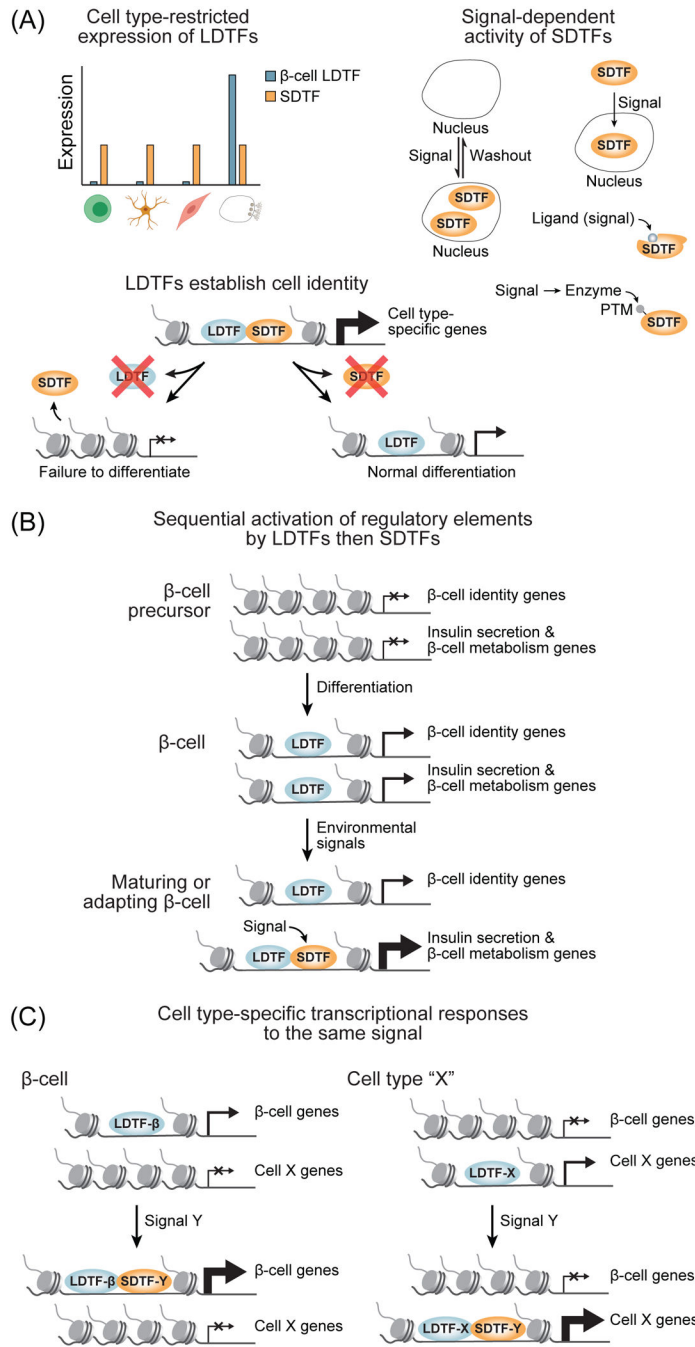 (A)
Cell type-restricted
expression of LDTFs
Expression
β-cell LDTF
SDTF
Signal-dependent
activity of SDTFs
Nucleus
Signal
Washout
SDTF
SDTF
Nucleus
SDTF
Signal
SDTF
Nucleus
Ligand (signal)
SDTF
Signal → Enzyme
PTM
SDTF
LDTFs establish cell identity
LDTF
SDTF
Cell type-
specific genes
SDTF
LDTF
SDTF
Failure to differentiate
LDTF
Normal differentiation
(B)
Sequential activation of regulatory elements
by LDTFs then SDTFs
β-cell
precursor
β-cell identity genes
Insulin secretion &
β-cell metabolism genes
Differentiation
β-cell
LDTF
β-cell identity genes
LDTF
Insulin secretion &
β-cell metabolism genes
Environmental
signals
Maturing or
adapting β-cell
LDTF
β-cell identity genes
Signal
LDTF
SDTF
Insulin secretion &
β-cell metabolism genes
(C)
Cell type-specific transcriptional responses
to the same signal
β-cell
LDTF-β
β-cell genes
Cell X genes
Signal Y
LDTF-β
SDTF-Y
β-cell genes
Cell X genes
Cell type “X”
β-cell genes
LDTF-X
Cell X genes
Signal Y
β-cell genes
LDTF-X
SDTF-Y
Cell X genes